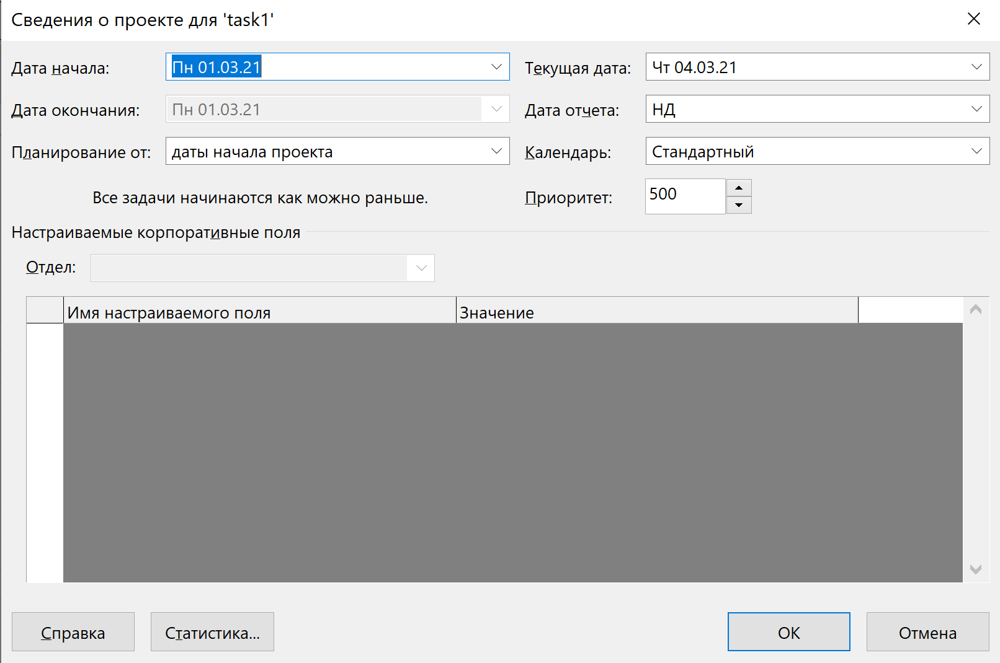 Сведения о проекте для 'task1'
Дата начала: Пн 01.03.21 Текущая дата: Чт 04.03.21
Дата окончания: Пн 01.03.21 Дата отчета: НД
Планирование от: даты начала проекта Календарь: Стандартный
Все задачи начинаются как можно раньше. Приоритет: 500
Настраиваемые корпоративные поля
Отдел:
Имя настраиваемого поля Значение
Справка Статистика... ОК Отмена